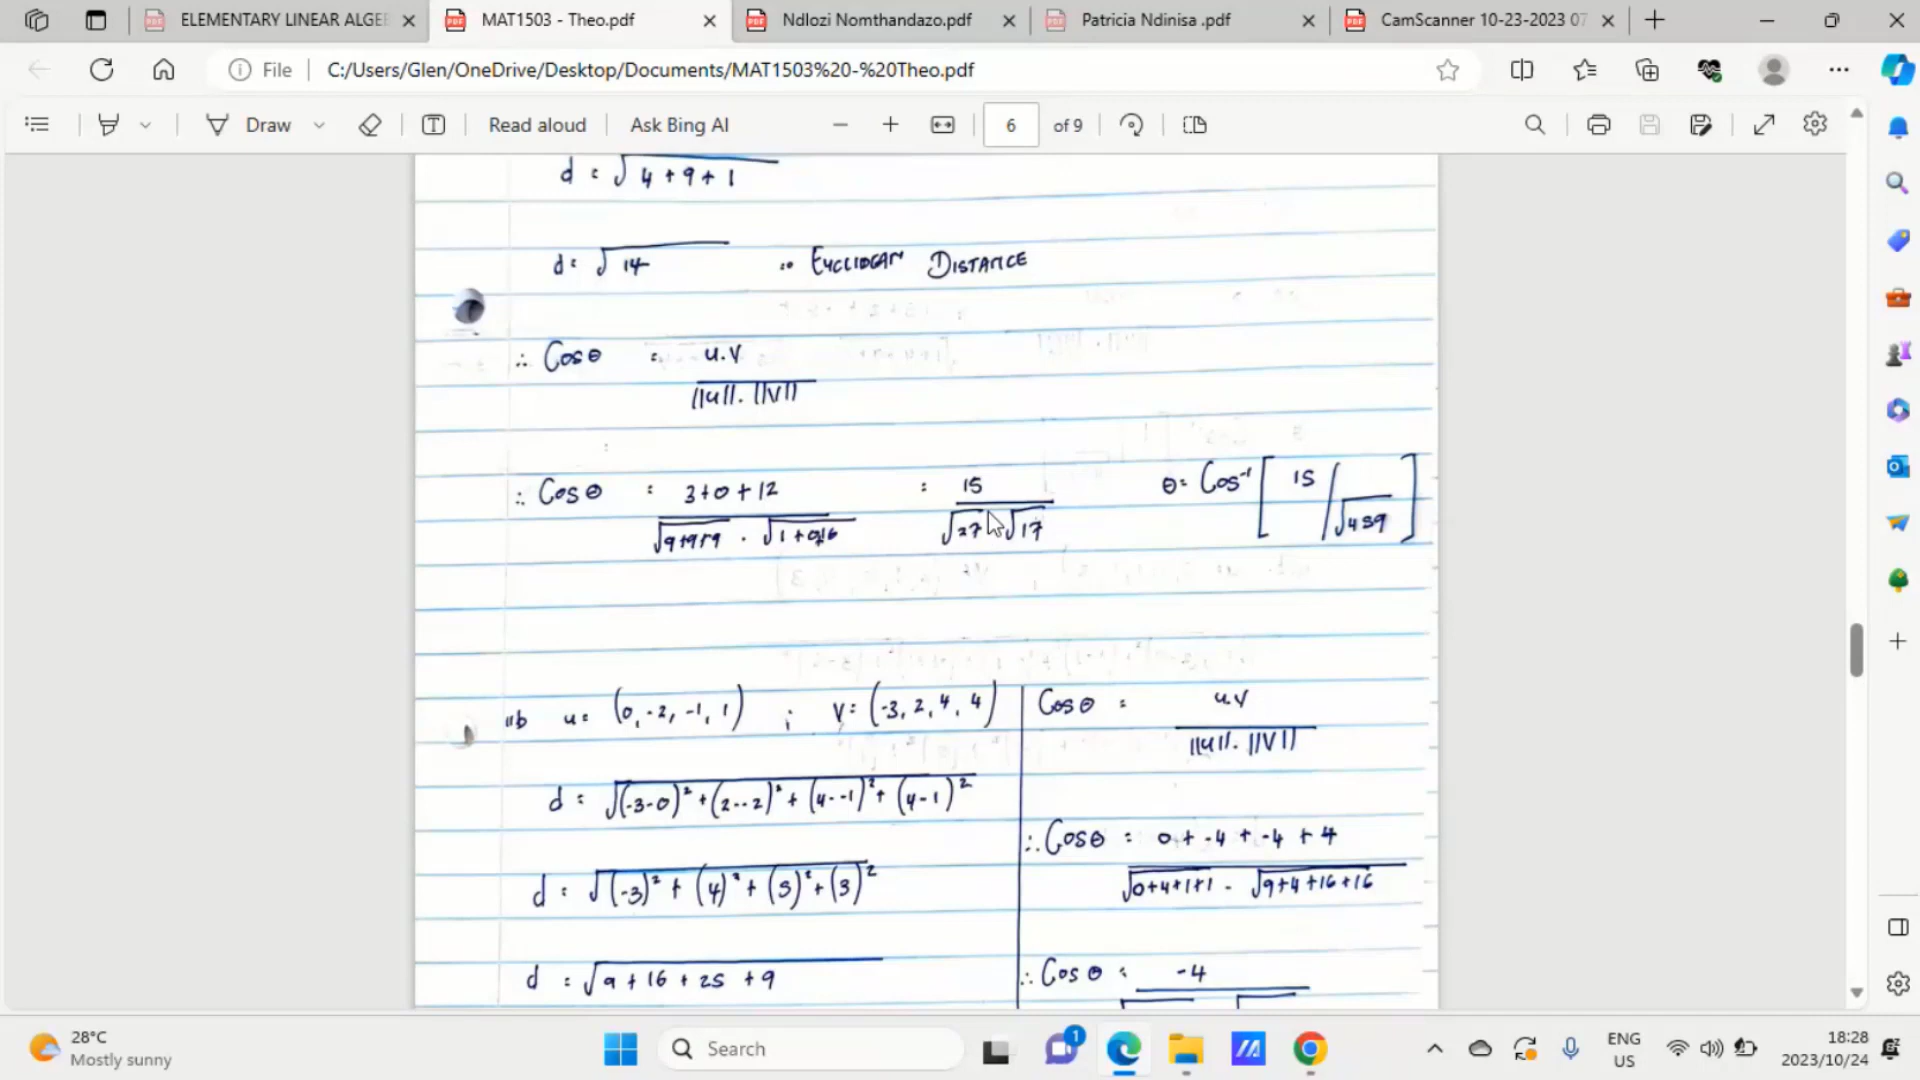 ELEMENTARY LINEAR ALGE
MAT1503 - Theo.pdf
Ndlozi Nomthandazo.pdf
Patricia Ndinisa .pdf
CamScanner 10-23-2023 07
File
C:/Users/Glen/OneDrive/Desktop/Documents/MAT1503%20-%20Theo.pdf
Draw
Read aloud
Ask Bing AI
6 of 9
d = √4+9+1
d = √14 ∴ EUCLIDEAN DISTANCE
∴ Cosθ = u.v
||u||. ||v||
∴ Cosθ = 3+0+12 = 15 θ = Cos⁻¹ [ 15 / √459 ]
√9+9+9 . √1+0+16 √27 √17
11b u = (0, -2, -1, 1) ; V = (-3, 2, 4, 4) Cosθ = u.v
||u||. ||V||
d = √(-3-0)² + (2--2)² + (4--1)² + (4-1)²
∴ Cosθ = 0 + -4 + -4 + 4
√0+4+1+1 - √9+4+16+16
d = √(-3)² + (4)² + (5)² + (3)²
d = √9 + 16 + 25 + 9 ∴ Cosθ = -4
28°C
Mostly sunny
Search
1
ENG
US
18:28
2023/10/24